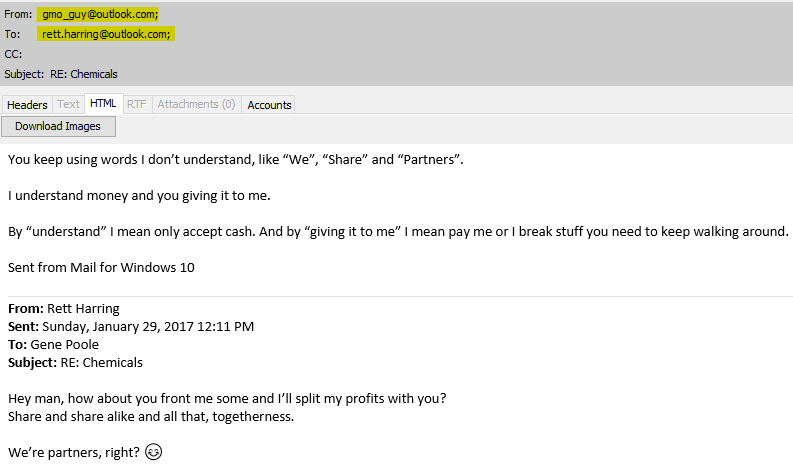 From: gmo_guy@outlook.com;
To: rett.harring@outlook.com;
CC:
Subject: RE: Chemicals
Headers Text HTML RTF Attachments (0) Accounts
Download Images
You keep using words I don’t understand, like “We”, “Share” and “Partners”.
I understand money and you giving it to me.
By “understand” I mean only accept cash. And by “giving it to me” I mean pay me or I break stuff you need to keep walking around.
Sent from Mail for Windows 10
From: Rett Harring
Sent: Sunday, January 29, 2017 12:11 PM
To: Gene Poole
Subject: RE: Chemicals
Hey man, how about you front me some and I’ll split my profits with you?
Share and share alike and all that, togetherness.
We’re partners, right? 😊